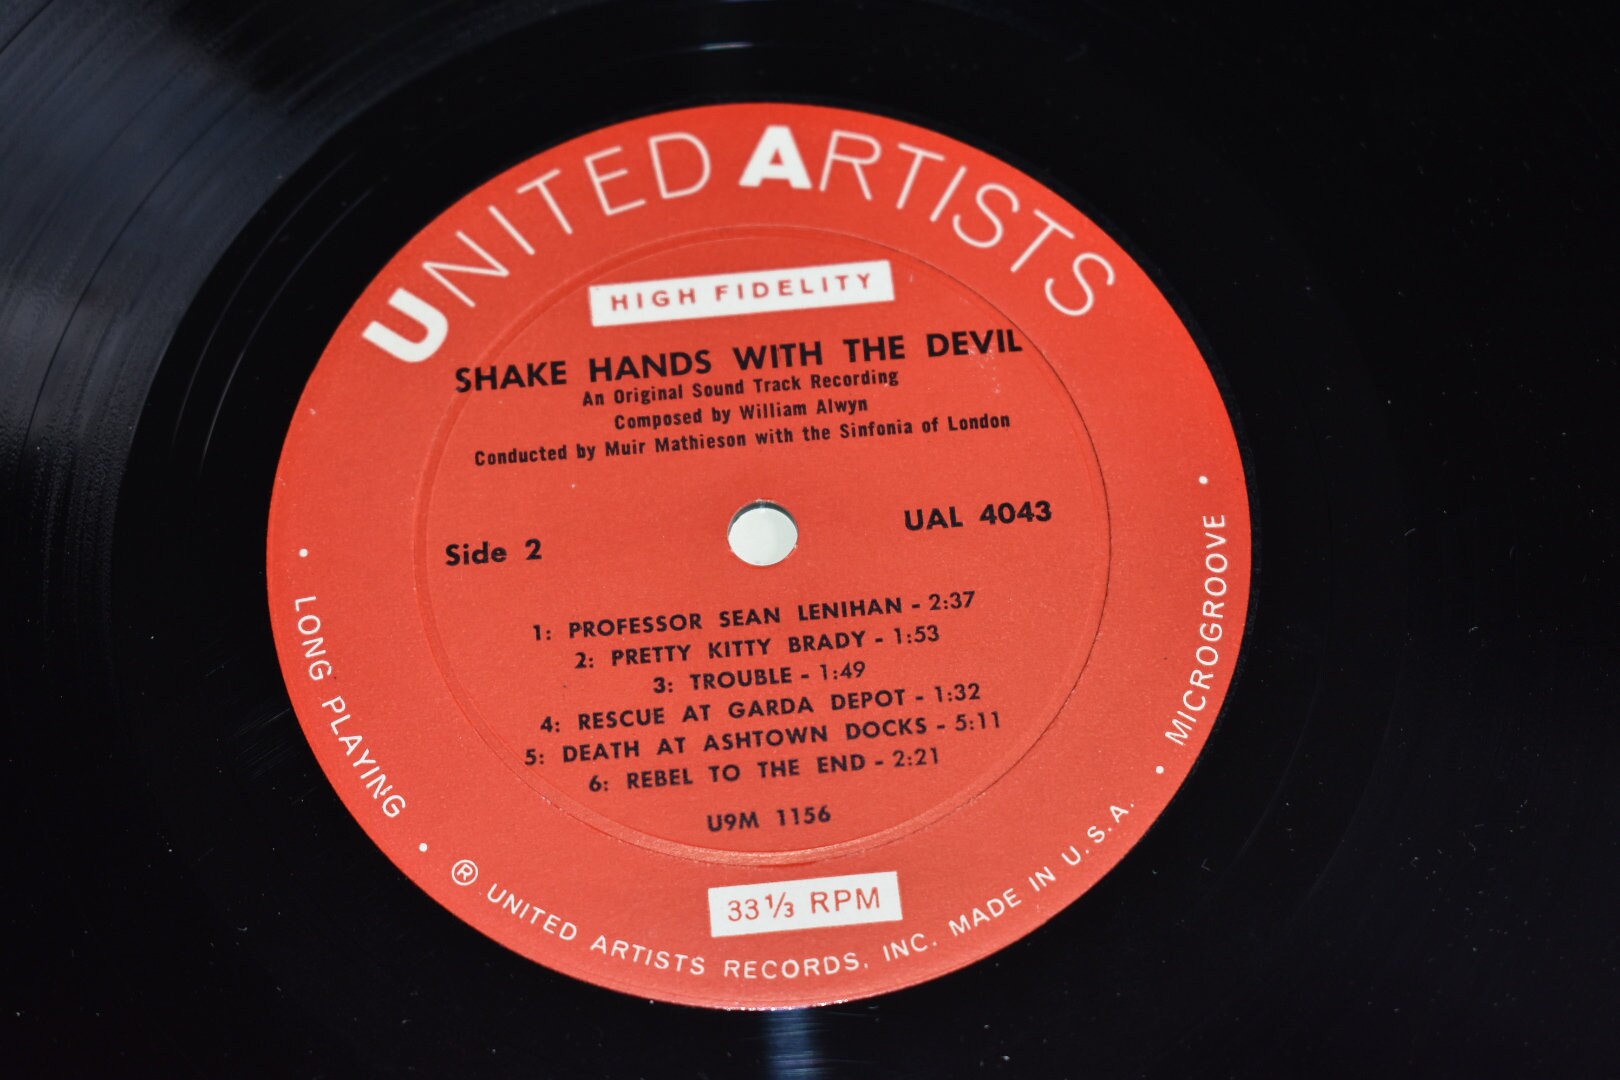 UNITED ARTISTS
HIGH FIDELITY
SHAKE HANDS WITH THE DEVIL
An Original Sound Track Recording
Composed by William Alwyn
Conducted by Muir Mathieson with the Sinfonia of London
Side 2
UAL 4043
1: PROFESSOR SEAN LENIHAN - 2:37
2: PRETTY KITTY BRADY - 1:53
3: TROUBLE - 1:49
4: RESCUE AT GARDA DEPOT - 1:32
5: DEATH AT ASHTOWN DOCKS - 5:11
6: REBEL TO THE END - 2:21
U9M 1156
33 ⅓ RPM
• LONG PLAYING • ® UNITED ARTISTS RECORDS, INC. MADE IN U.S.A. • MICROGROOVE •